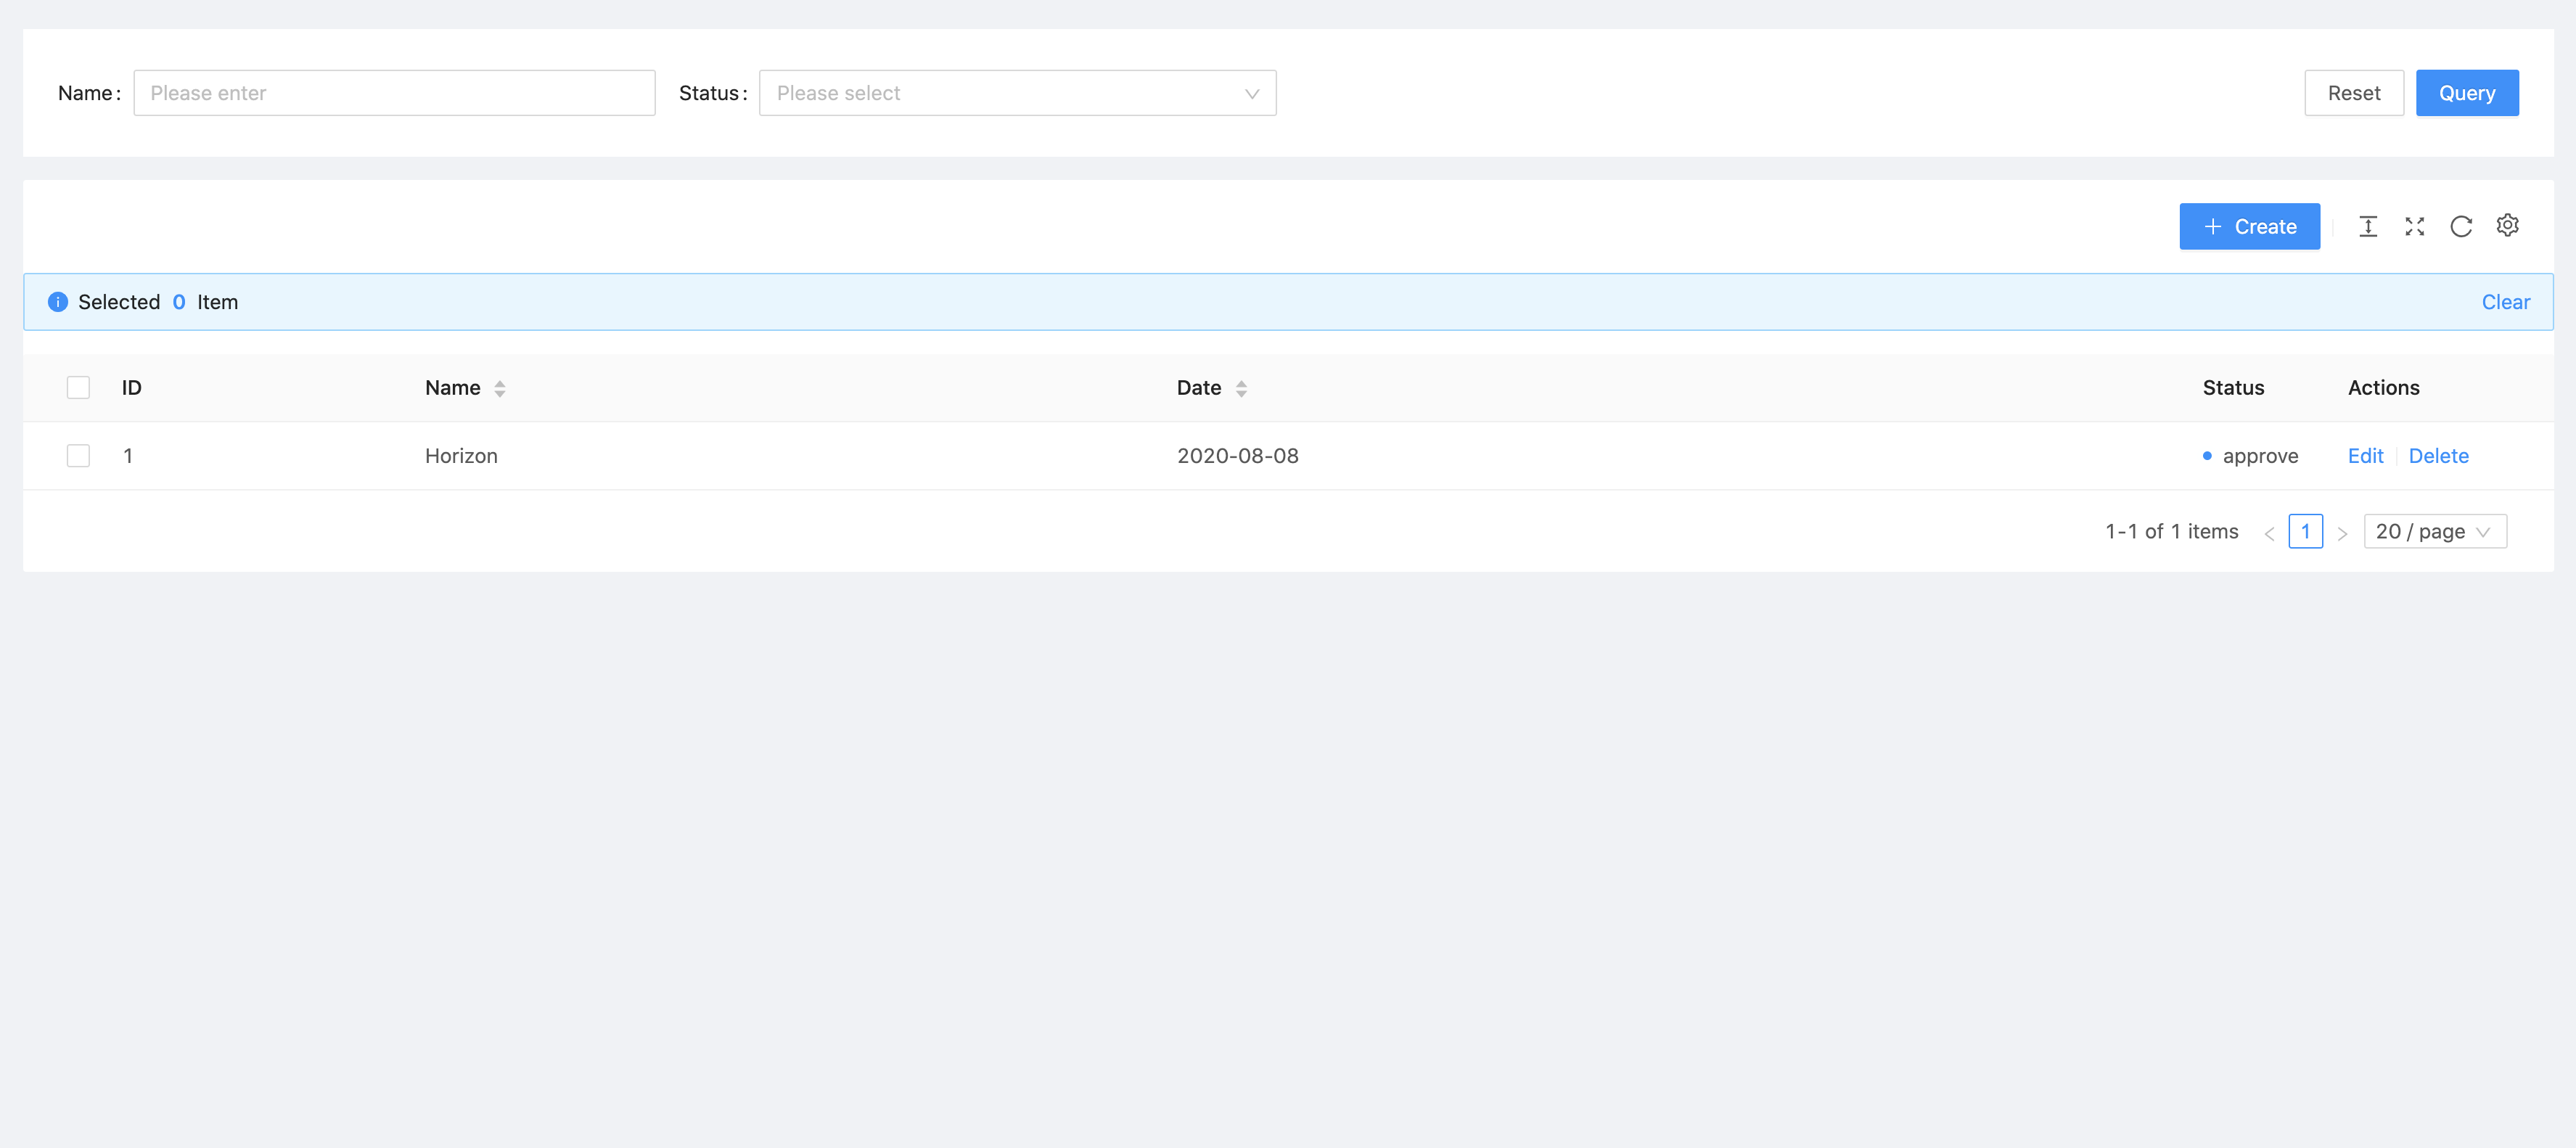 Name: Please enter Status: Please select Reset Query
Create
Selected 0 Item Clear
ID Name Date Status Actions
1 Horizon 2020-08-08 approve Edit Delete
1-1 of 1 items < 1 > 20 / page